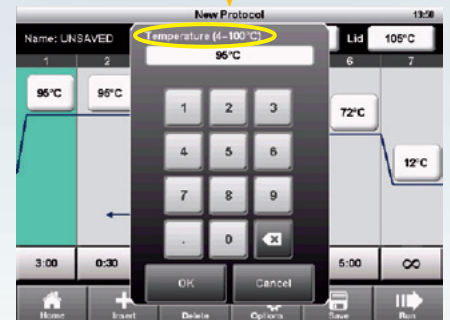 New Protocol 13:50
Name: UNSAVED Temperature (4–100°C) Lid 105°C
95°C
1 2 6 7
95°C 95°C 1 2 3 72°C
4 5 6 12°C
7 8 9
. 0
3:00 0:30 5:00 ∞
OK Cancel
Home Insert Delete Options Save Run